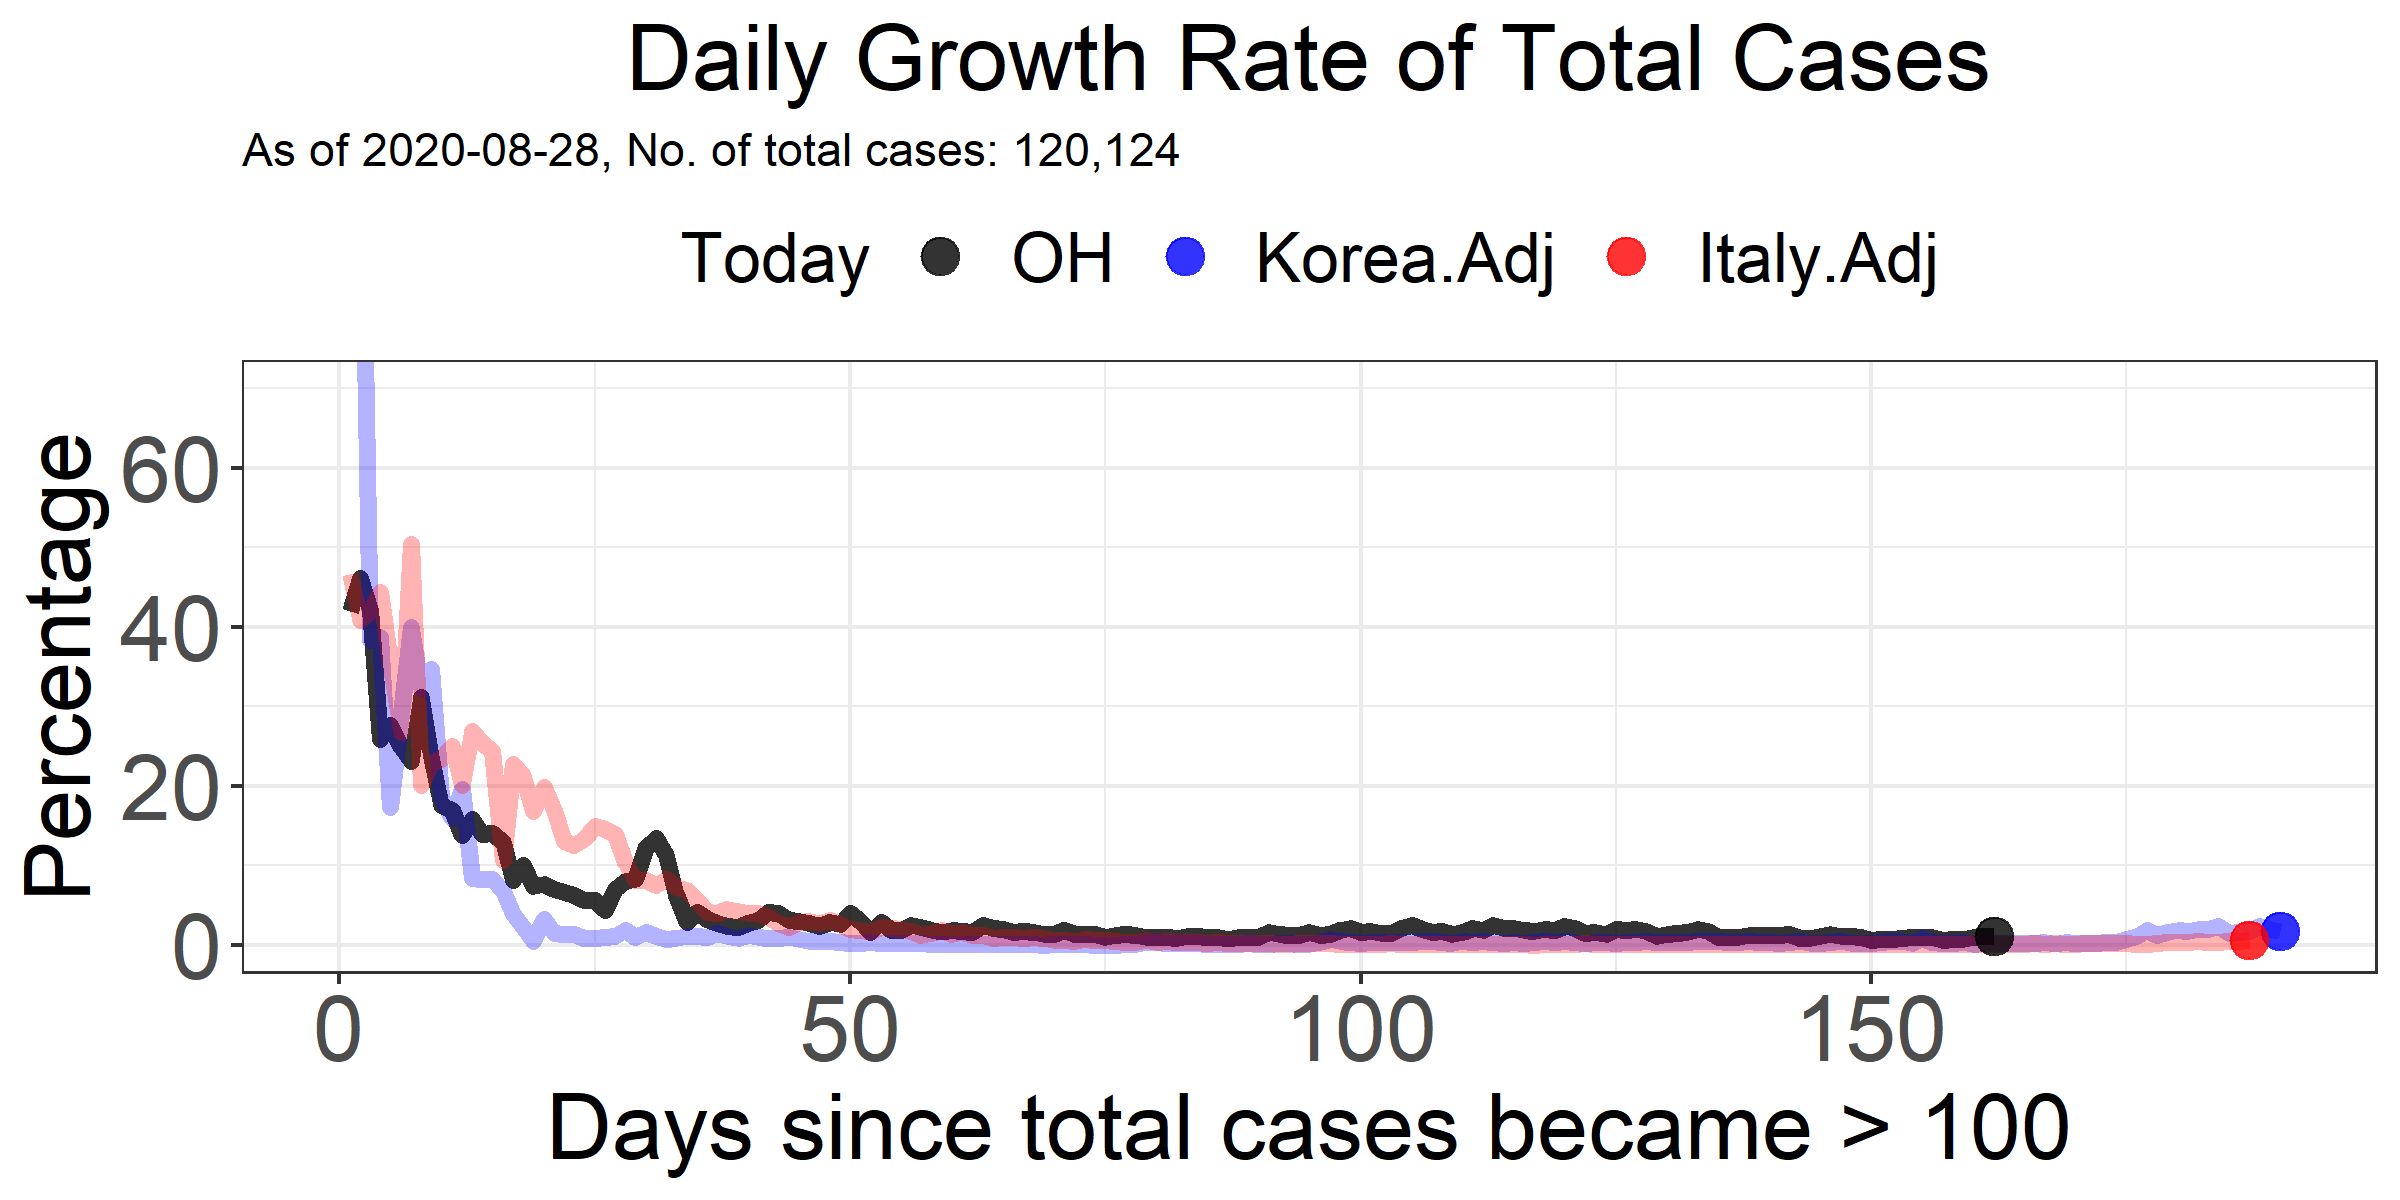 Daily Growth Rate of Total Cases
As of 2020-08-28, No. of total cases: 120,124
Today OH Korea.Adj Italy.Adj
Percentage
60
40
20
0
0 50 100 150
Days since total cases became > 100